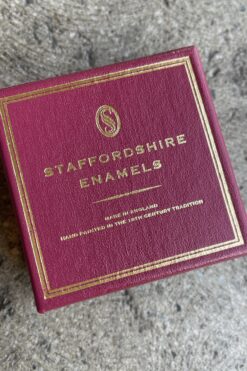 S
STAFFORDSHIRE
ENAMELS
MADE IN ENGLAND
HAND PAINTED IN THE 18TH CENTURY TRADITION